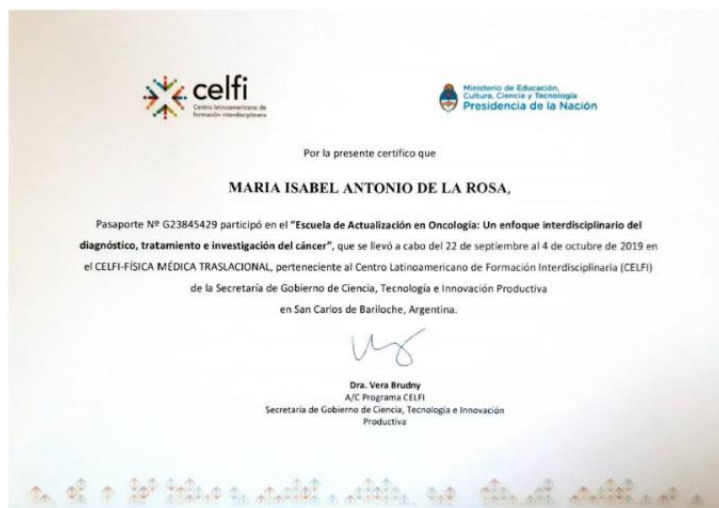 celfi
Centro latinoamericano de
formación interdisciplinaria
Ministerio de Educación,
Cultura, Ciencia y Tecnología
Presidencia de la Nación
Por la presente certifico que
MARIA ISABEL ANTONIO DE LA ROSA,
Pasaporte Nº G23845429 participó en el "Escuela de Actualización en Oncología: Un enfoque interdisciplinario del
diagnóstico, tratamiento e investigación del cáncer", que se llevó a cabo del 22 de septiembre al 4 de octubre de 2019 en
el CELFI-FÍSICA MÉDICA TRASLACIONAL, perteneciente al Centro Latinoamericano de Formación Interdisciplinaria (CELFI)
de la Secretaría de Gobierno de Ciencia, Tecnología e Innovación Productiva
en San Carlos de Bariloche, Argentina.
Dra. Vera Brudny
A/C Programa CELFI
Secretaría de Gobierno de Ciencia, Tecnología e Innovación
Productiva